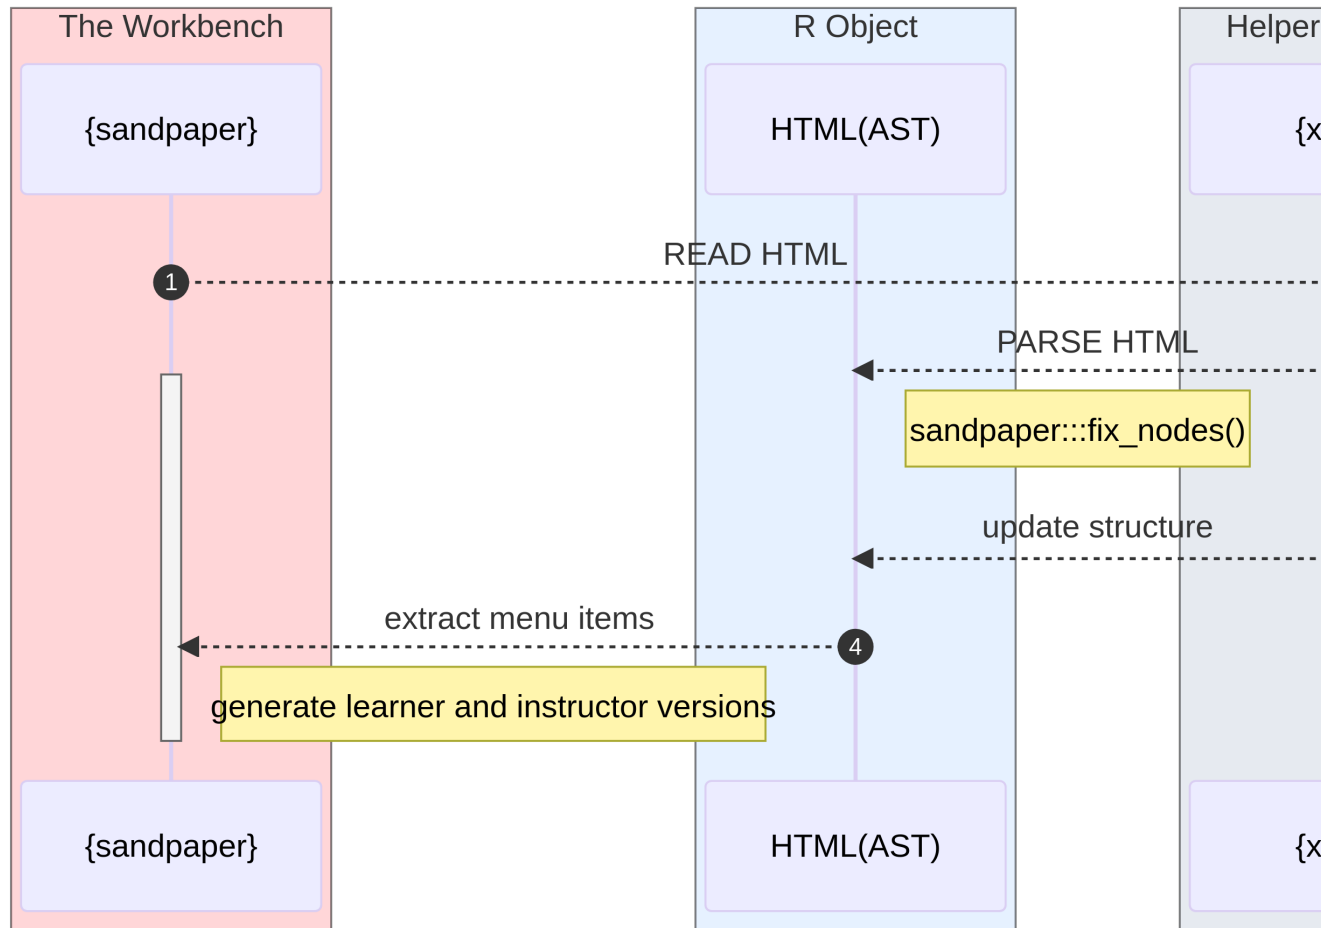 The Workbench
R Object
Helper
{sandpaper}
HTML(AST)
{x
READ HTML
1
PARSE HTML
sandpaper:::fix_nodes()
update structure
extract menu items
4
generate learner and instructor versions
{sandpaper}
HTML(AST)
{x